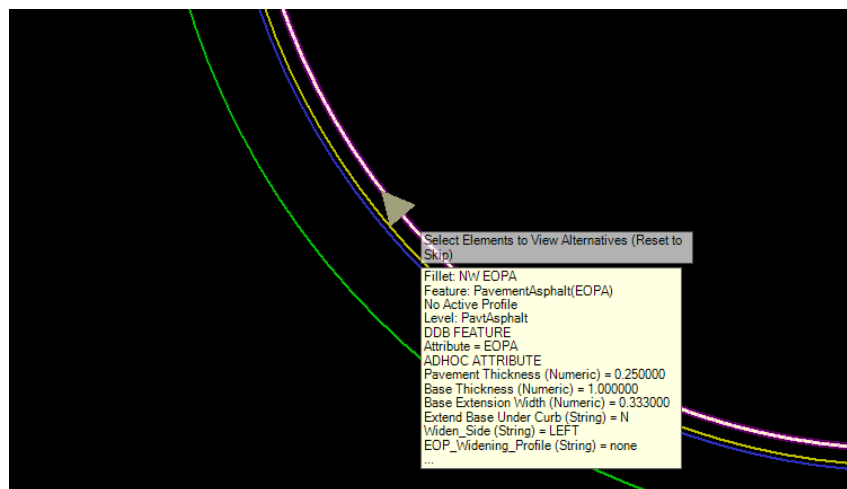 Select Elements to View Alternatives (Reset to
Skip)
Fillet: NW EOPA
Feature: PavementAsphalt(EOPA)
No Active Profile
Level: PavtAsphalt
DDB FEATURE
Attribute = EOPA
ADHOC ATTRIBUTE
Pavement Thickness (Numeric) = 0.250000
Base Thickness (Numeric) = 1.000000
Base Extension Width (Numeric) = 0.333000
Extend Base Under Curb (String) = N
Widen_Side (String) = LEFT
EOP_Widening_Profile (String) = none
...